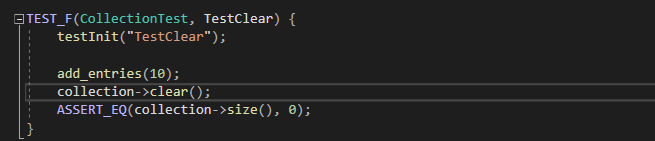 TEST_F(CollectionTest, TestClear) {
    testInit("TestClear");

    add_entries(10);
    collection->clear();
    ASSERT_EQ(collection->size(), 0);
}